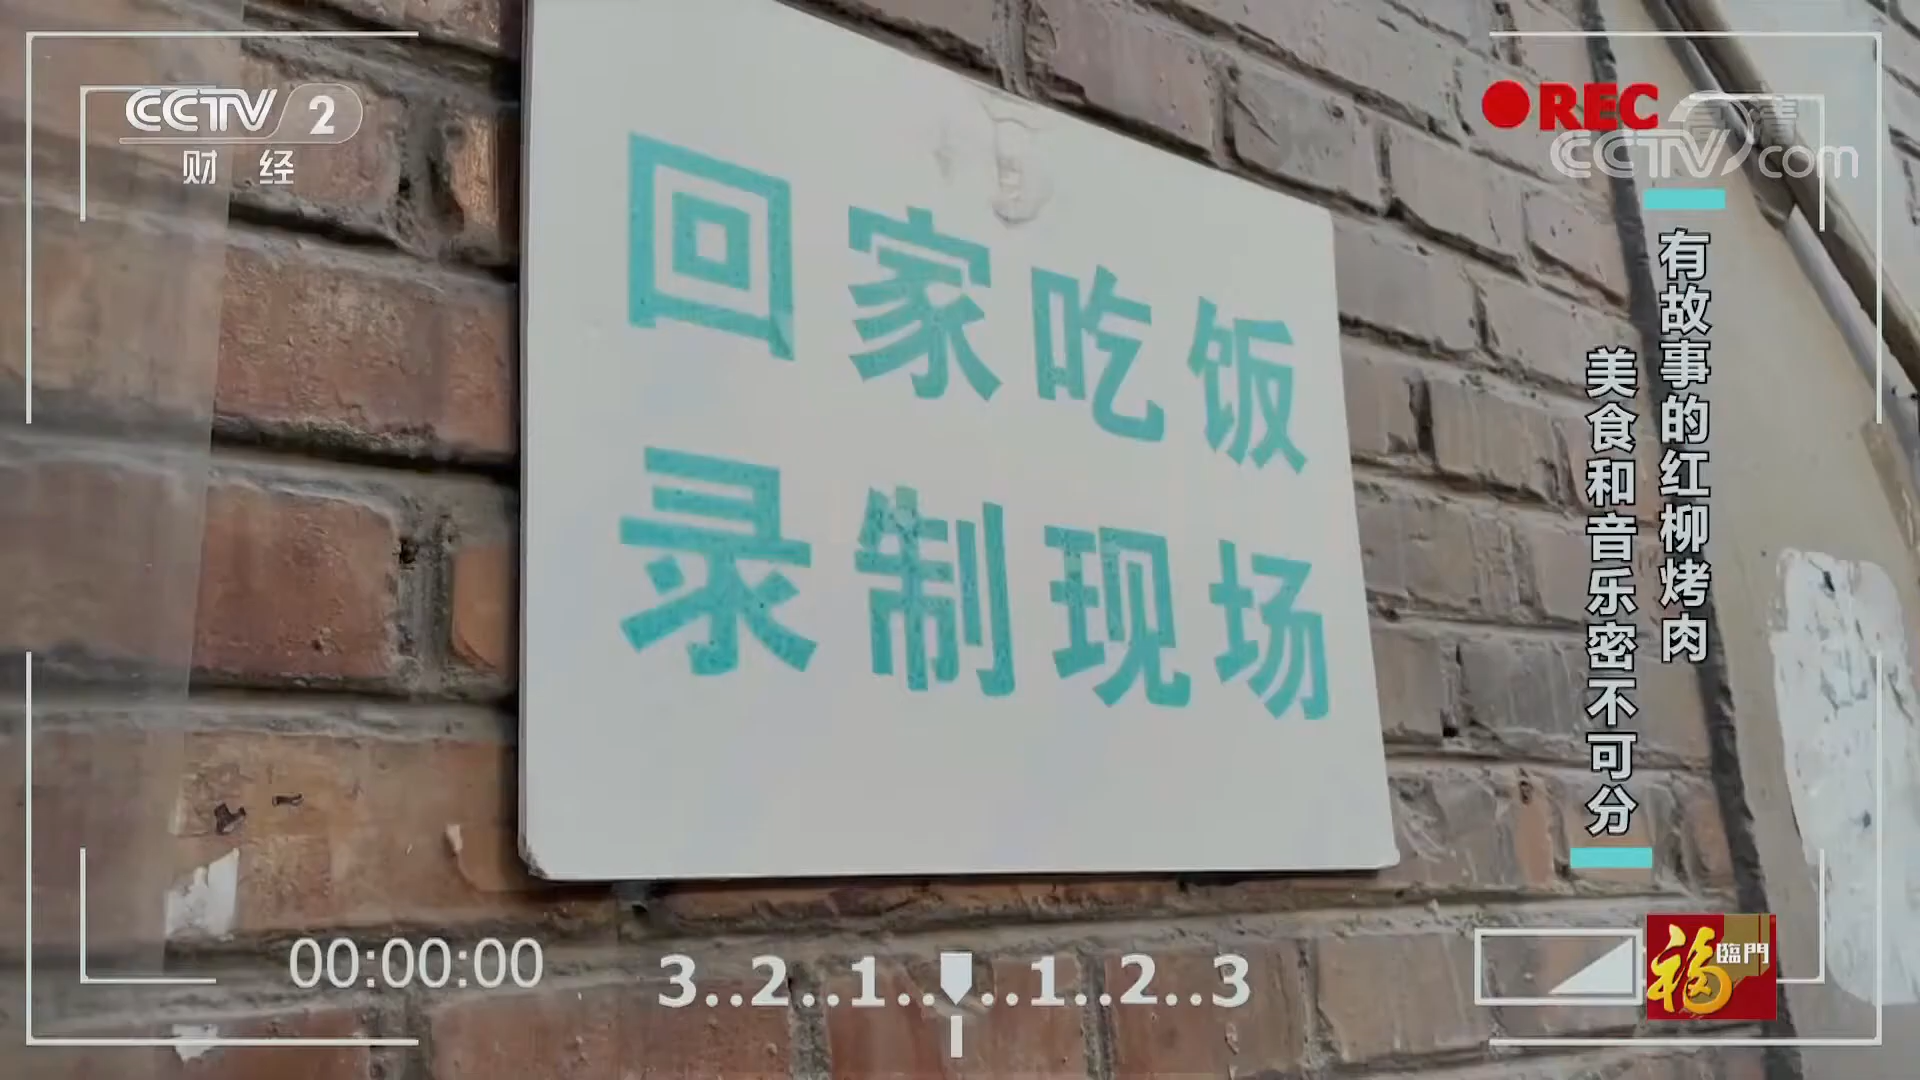 CCTV 2
财 经
REC
高清
CCTV com
有故事的红柳烤肉
美食和音乐密不可分
回家吃饭
录制现场
00:00:00
3..2..1.. ..1..2..3
福
臨門